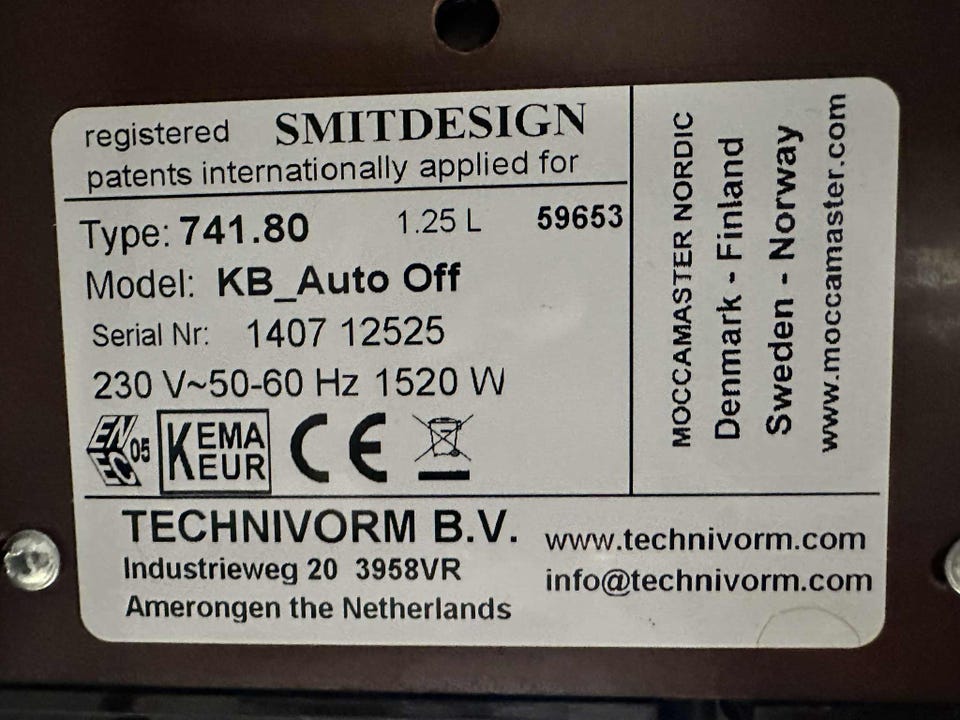 registered SMITDESIGN
patents internationally applied for
Type: 741.80 1.25 L 59653
Model: KB_Auto Off
Serial Nr: 1407 12525
230 V~50-60 Hz 1520 W
EN EC 05 KEMA KEUR CE
MOCCAMASTER NORDIC
Denmark - Finland
Sweden - Norway
www.moccamaster.com
TECHNIVORM B.V.
Industrieweg 20 3958VR
Amerongen the Netherlands
www.technivorm.com
info@technivorm.com